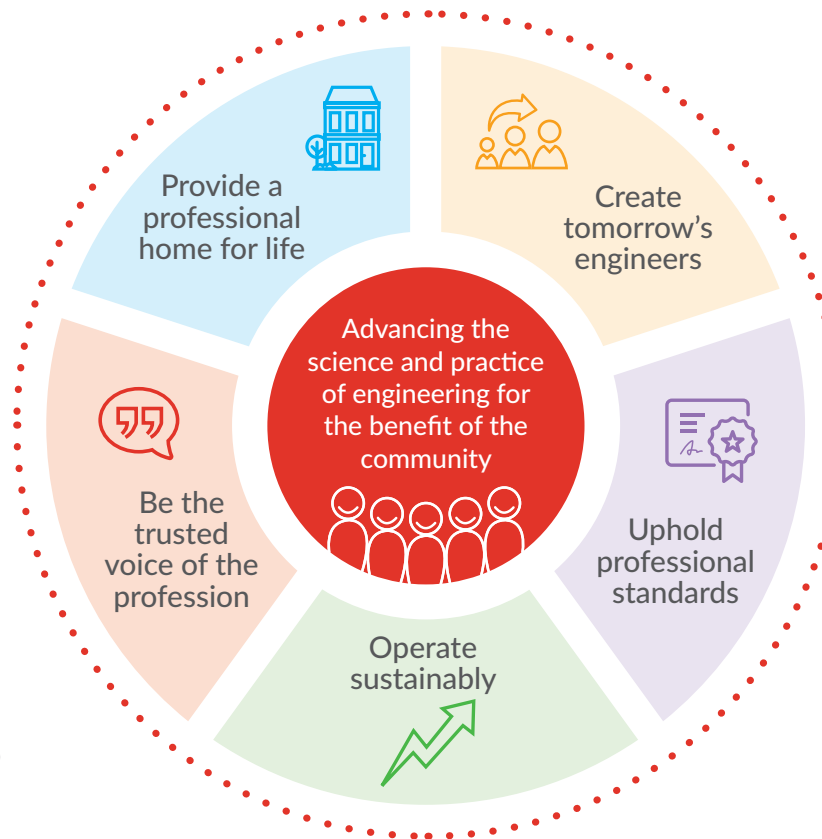 Provide a
professional
home for life
Create
tomorrow's
engineers
Advancing the
science and practice
of engineering for
the benefit of the
community
Be the
trusted
voice of the
profession
Uphold
professional
standards
Operate
sustainably